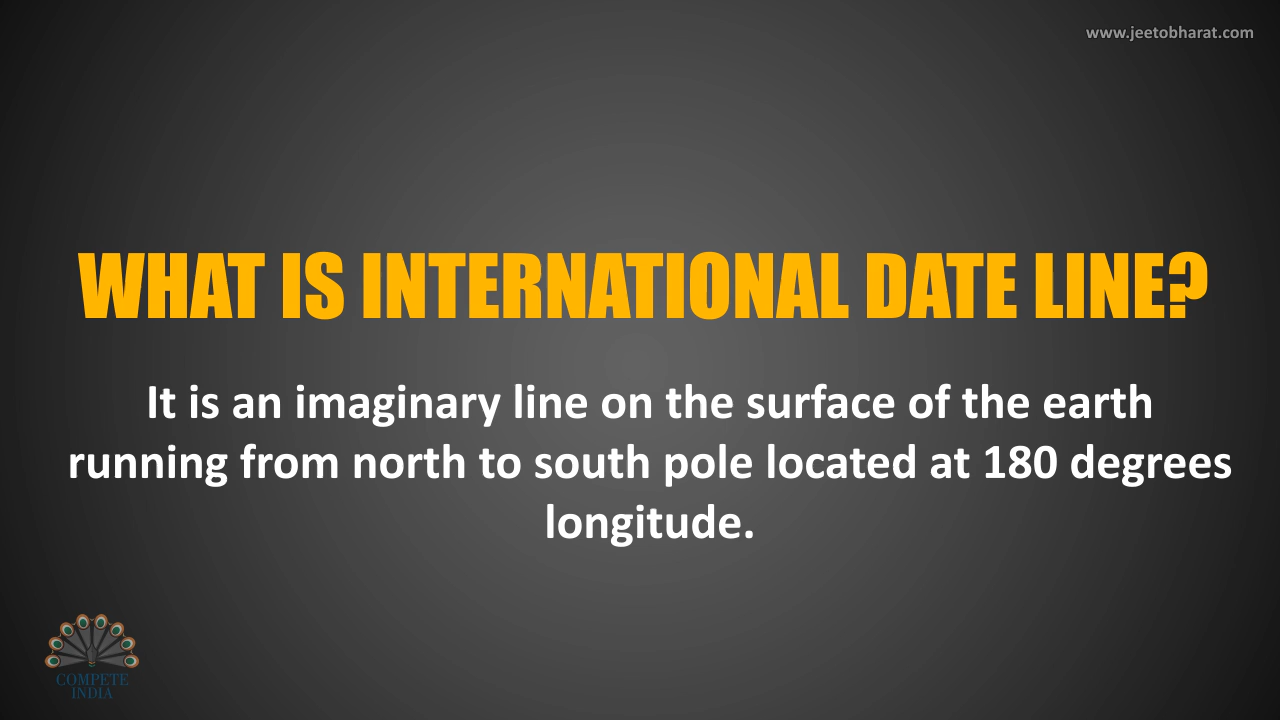 www.jeetobharat.com
WHAT IS INTERNATIONAL DATE LINE?
It is an imaginary line on the surface of the earth
running from north to south pole located at 180 degrees
longitude.
COMPETE
INDIA